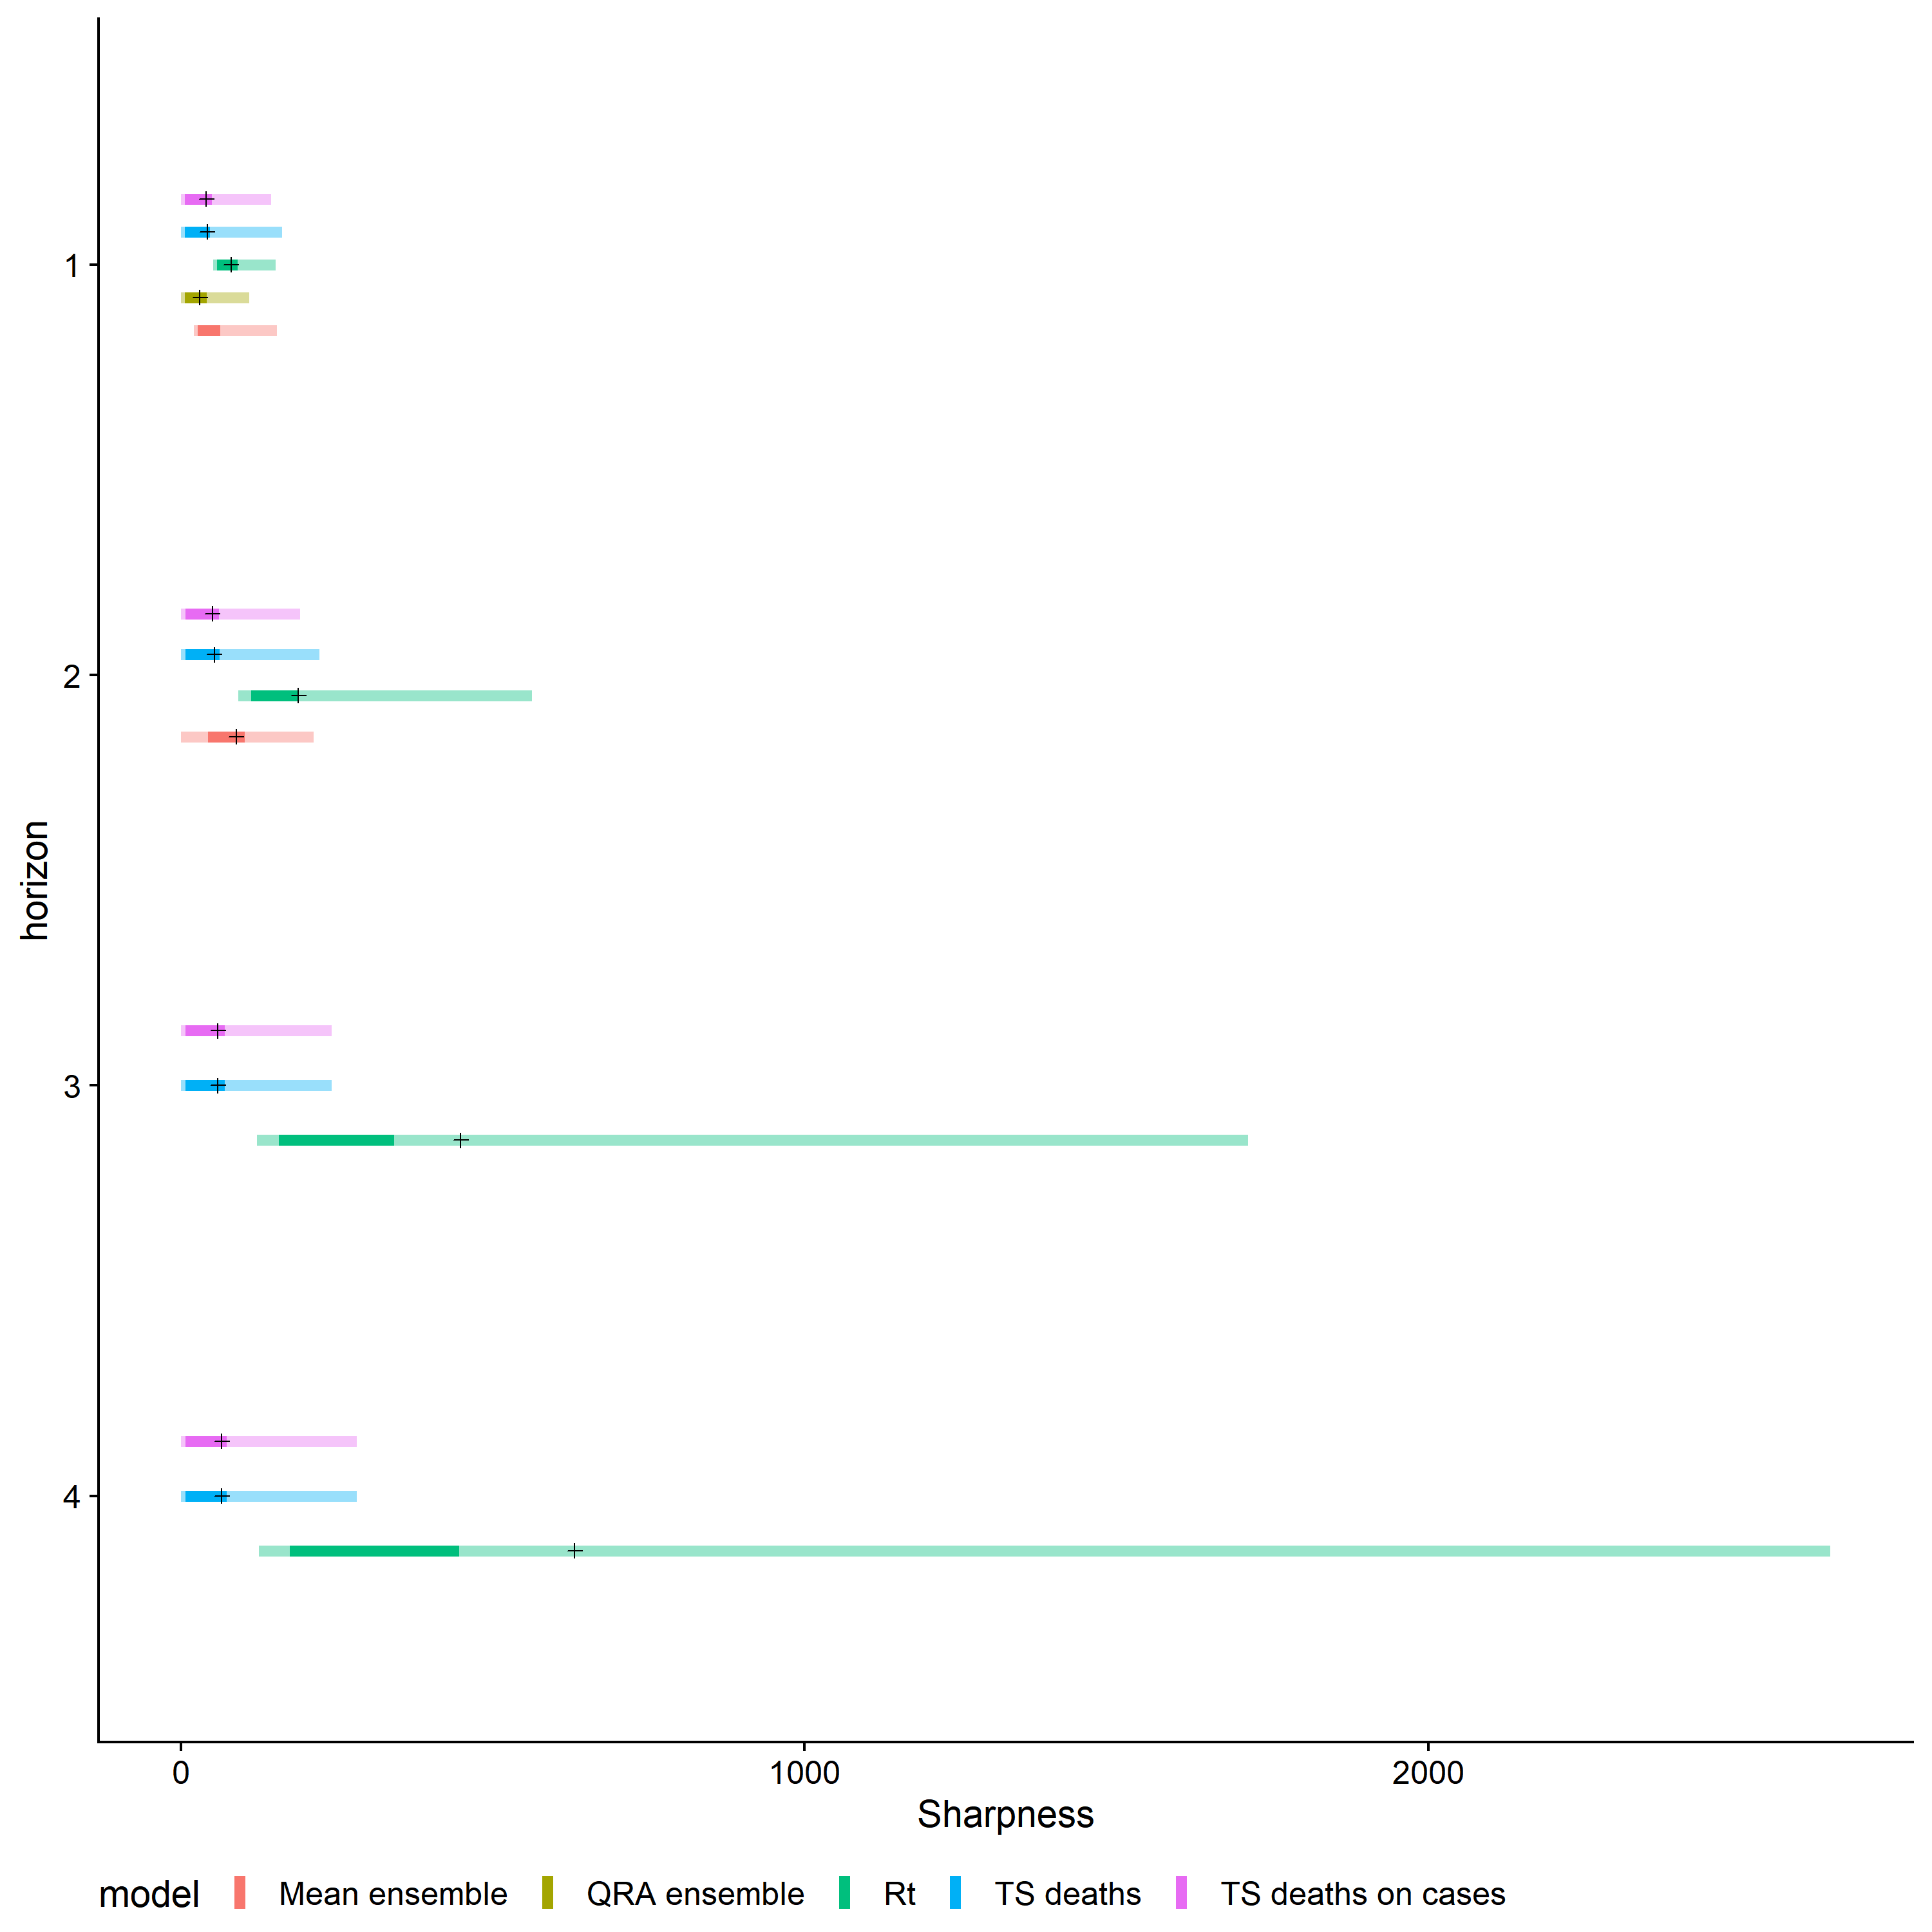 1
2
3
4
horizon
0 1000 2000
Sharpness
model Mean ensemble QRA ensemble Rt TS deaths TS deaths on cases